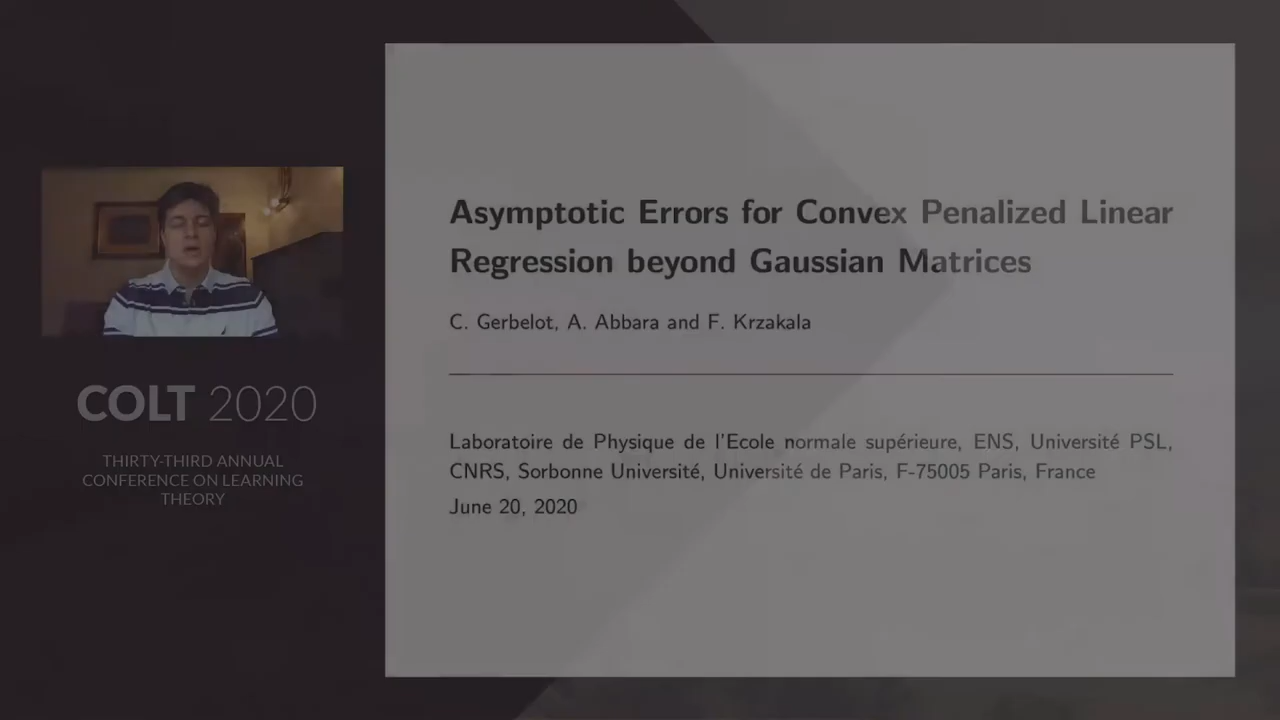 COLT 2020
THIRTY-THIRD ANNUAL
CONFERENCE ON LEARNING
THEORY
Asymptotic Errors for Convex Penalized Linear
Regression beyond Gaussian Matrices
C. Gerbelot, A. Abbara and F. Krzakala
Laboratoire de Physique de l'Ecole normale supérieure, ENS, Université PSL,
CNRS, Sorbonne Université, Université de Paris, F-75005 Paris, France
June 20, 2020